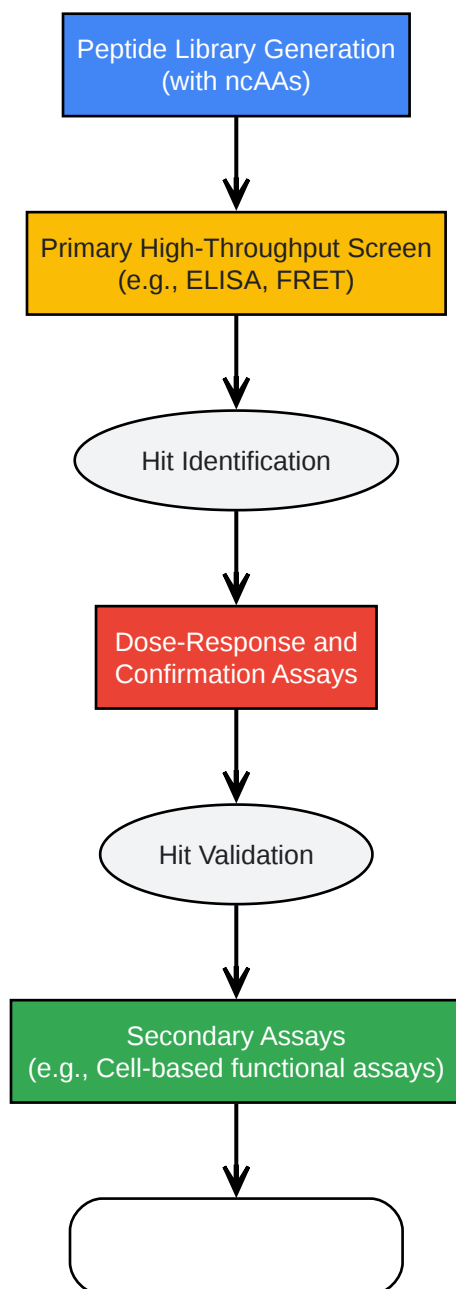 Peptide Library Generation
(with ncAAs)
Primary High-Throughput Screen
(e.g., ELISA, FRET)
Hit Identification
Dose-Response and
Confirmation Assays
Hit Validation
Secondary Assays
(e.g., Cell-based functional assays)